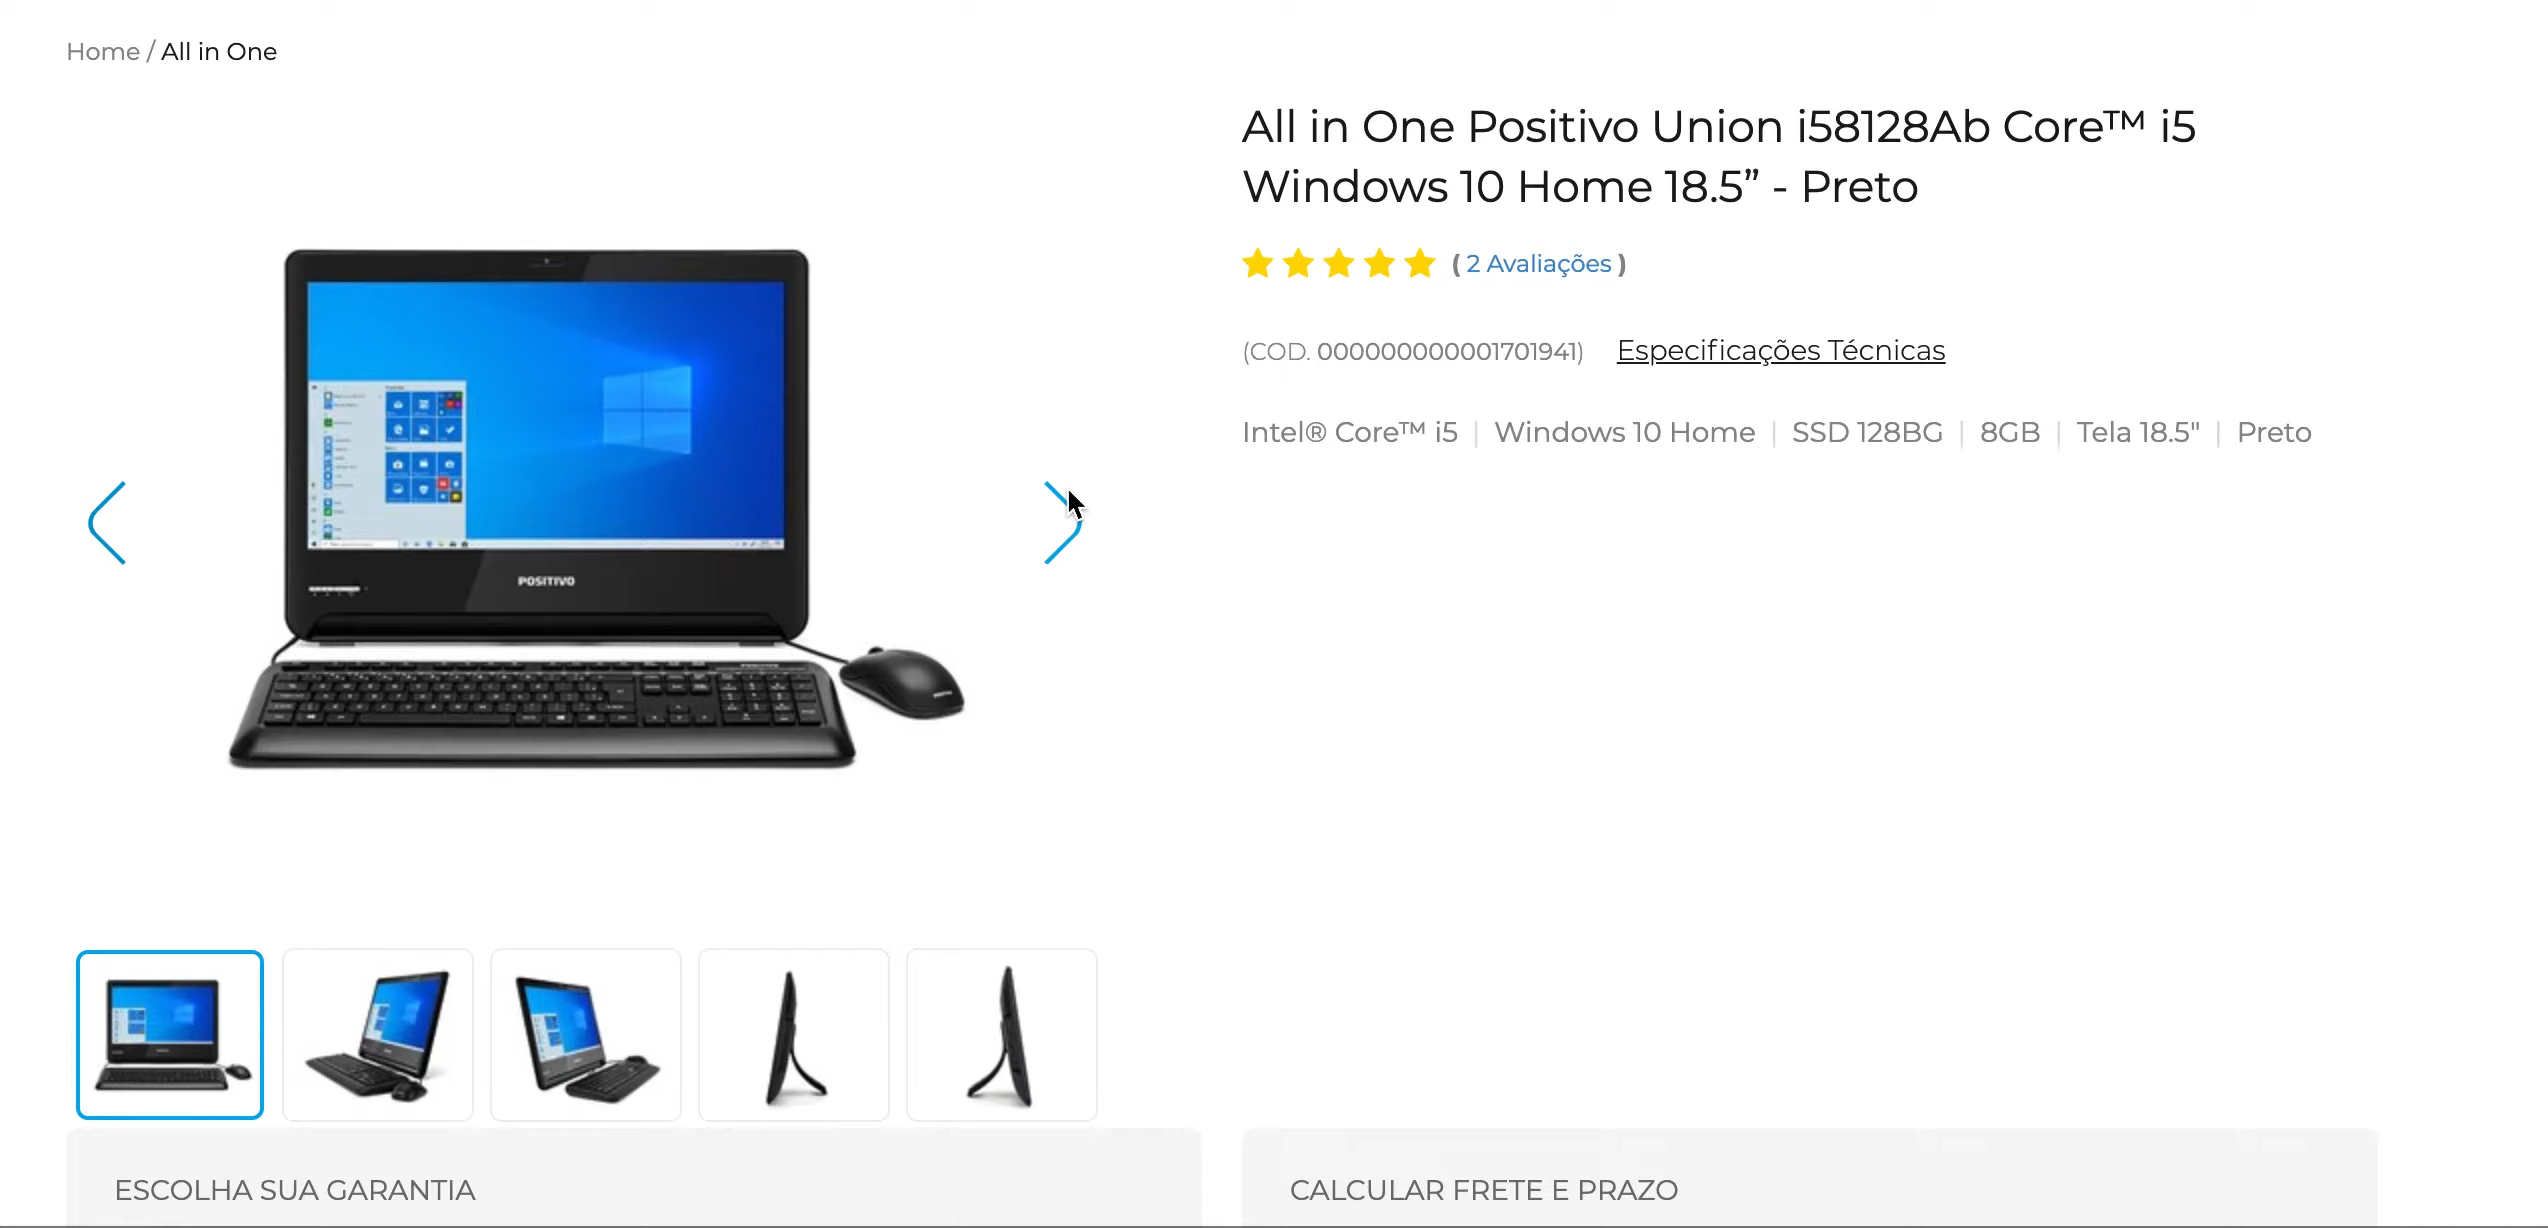 Home / All in One
All in One Positivo Union i58128Ab Core™ i5
Windows 10 Home 18.5” - Preto
( 2 Avaliações )
(COD. 000000000001701941) Especificações Técnicas
Intel® Core™ i5 | Windows 10 Home | SSD 128BG | 8GB | Tela 18.5" | Preto
POSITIVO
ESCOLHA SUA GARANTIA
CALCULAR FRETE E PRAZO